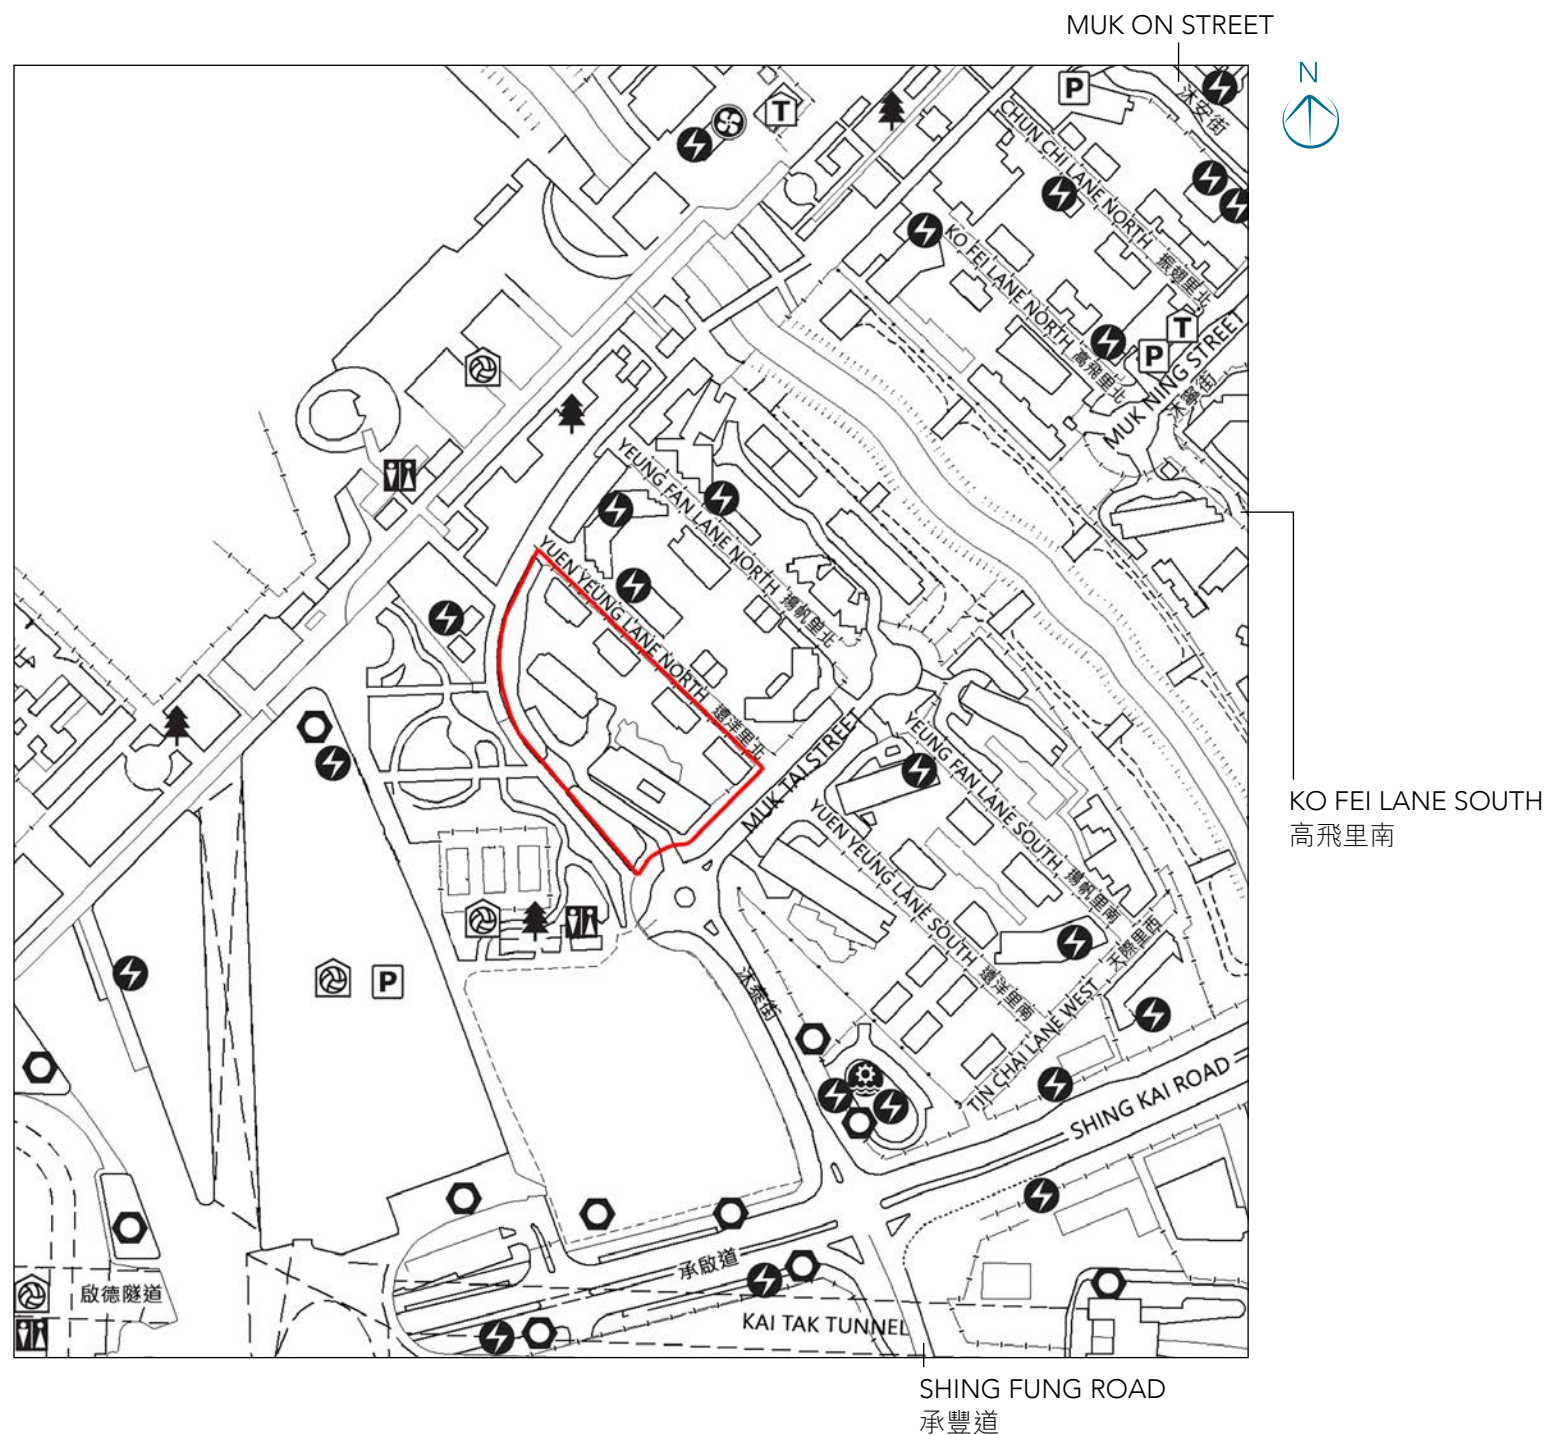 MUK ON STREET
N
P
沐安街
T
CHUN CHI LANE NORTH 振翅里北
KO FEI LANE NORTH 高飛里北
T
P
MUK NING STREET
沐寧街
YEUNG FAN LANE NORTH 揚帆里北
YUEN YEUNG LANE NORTH 遠洋里北
MUK TAI STREET
YEUNG FAN LANE SOUTH 揚帆里南
YUEN YEUNG LANE SOUTH 遠洋里南
KO FEI LANE SOUTH
高飛里南
天際里西
TIN CHAI LANE WEST
沐泰街
P
SHING KAI ROAD
承啟道
啟德隧道
KAI TAK TUNNEL
SHING FUNG ROAD
承豐道